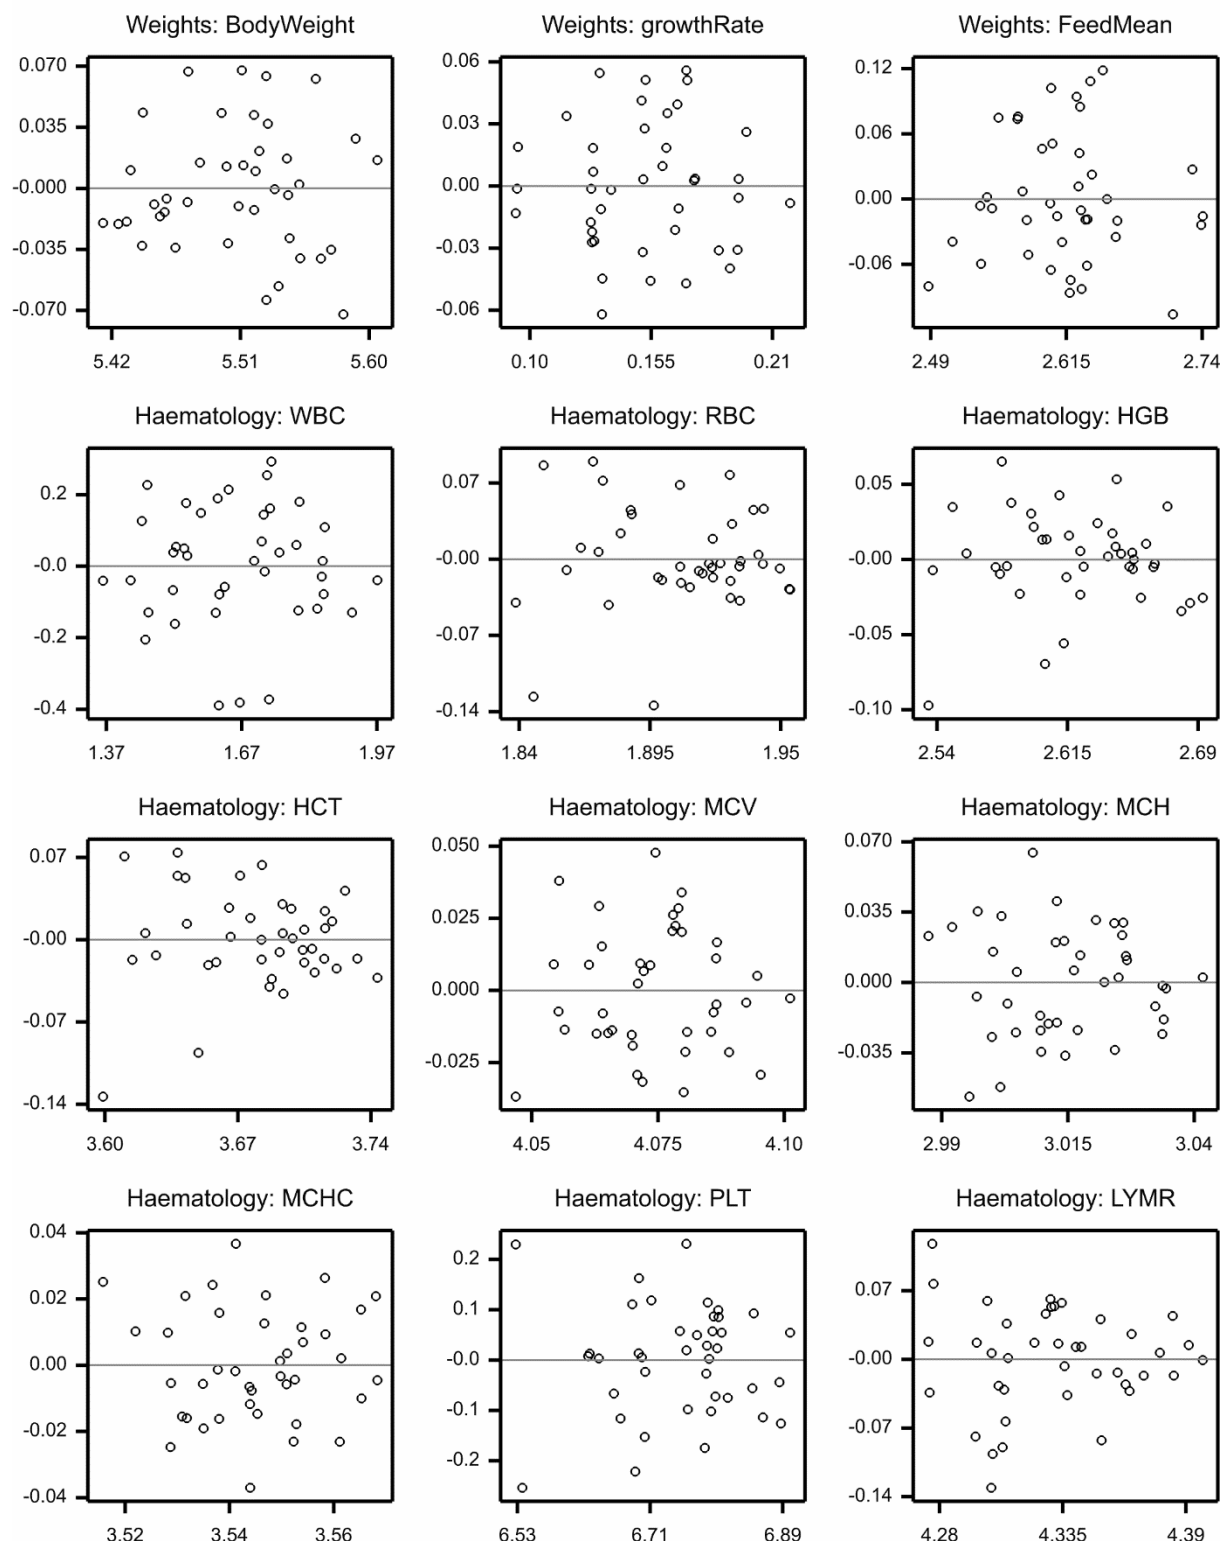 Weights: BodyWeight
0.070
0.035
-0.000
-0.035
-0.070
5.42 5.51 5.60
Weights: growthRate
0.06
0.03
0.00
-0.03
-0.06
0.10 0.155 0.21
Weights: FeedMean
0.12
0.06
0.00
-0.06
2.49 2.615 2.74
Haematology: WBC
0.2
-0.0
-0.2
-0.4
1.37 1.67 1.97
Haematology: RBC
0.07
-0.00
-0.07
-0.14
1.84 1.895 1.95
Haematology: HGB
0.05
-0.00
-0.05
-0.10
2.54 2.615 2.69
Haematology: HCT
0.07
-0.00
-0.07
-0.14
3.60 3.67 3.74
Haematology: MCV
0.050
0.025
0.000
-0.025
4.05 4.075 4.10
Haematology: MCH
0.070
0.035
0.000
-0.035
2.99 3.015 3.04
Haematology: MCHC
0.04
0.02
0.00
-0.02
-0.04
3.52 3.54 3.56
Haematology: PLT
0.2
0.1
-0.0
-0.1
-0.2
6.53 6.71 6.89
Haematology: LYMR
0.07
-0.00
-0.07
-0.14
4.28 4.335 4.39